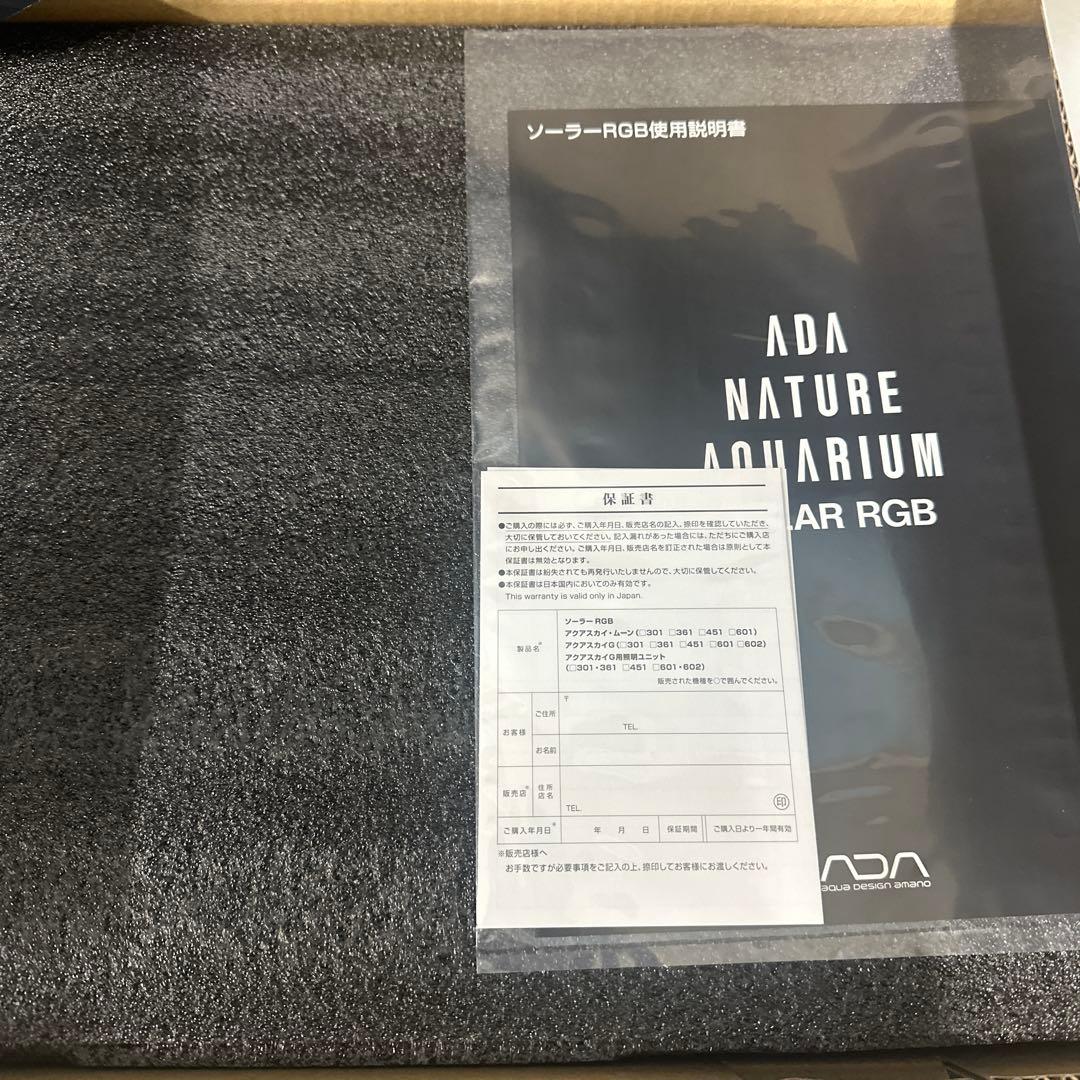 ソーラーRGB使用説明書
ADA
NATURE
AQUARIUM
LAR RGB
保証書
●ご購入の際には必ず、ご購入年月日、販売店名の記入、捺印を確認していただき、
大切に保管しておいてください。記入漏れがあった場合には、ただちにご購入店
にお申し出ください。ご購入年月日、販売店名を訂正された場合は原則として本
保証書は無効となります。
●本保証書は紛失されても再発行いたしませんので、大切に保管してください。
●本保証書は日本国内においてのみ有効です。
This warranty is valid only in Japan.
製品名※
ソーラーRGB
アクアスカイ・ムーン(□301 □361 □451 □601)
アクアスカイG(□301 □361 □451 □601 □602)
アクアスカイG用照明ユニット
(□301・361 □451 □601・602)
販売された機種を○で囲んでください。
お客様
ご住所
〒
TEL.
お名前
販売店※
住所
店名
TEL.
印
ご購入年月日※
年 月 日
保証期間
ご購入日より一年間有効
※販売店様へ
お手数ですが必要事項をご記入の上、捺印してお客様にお渡しください。
ADA
aqua design amano